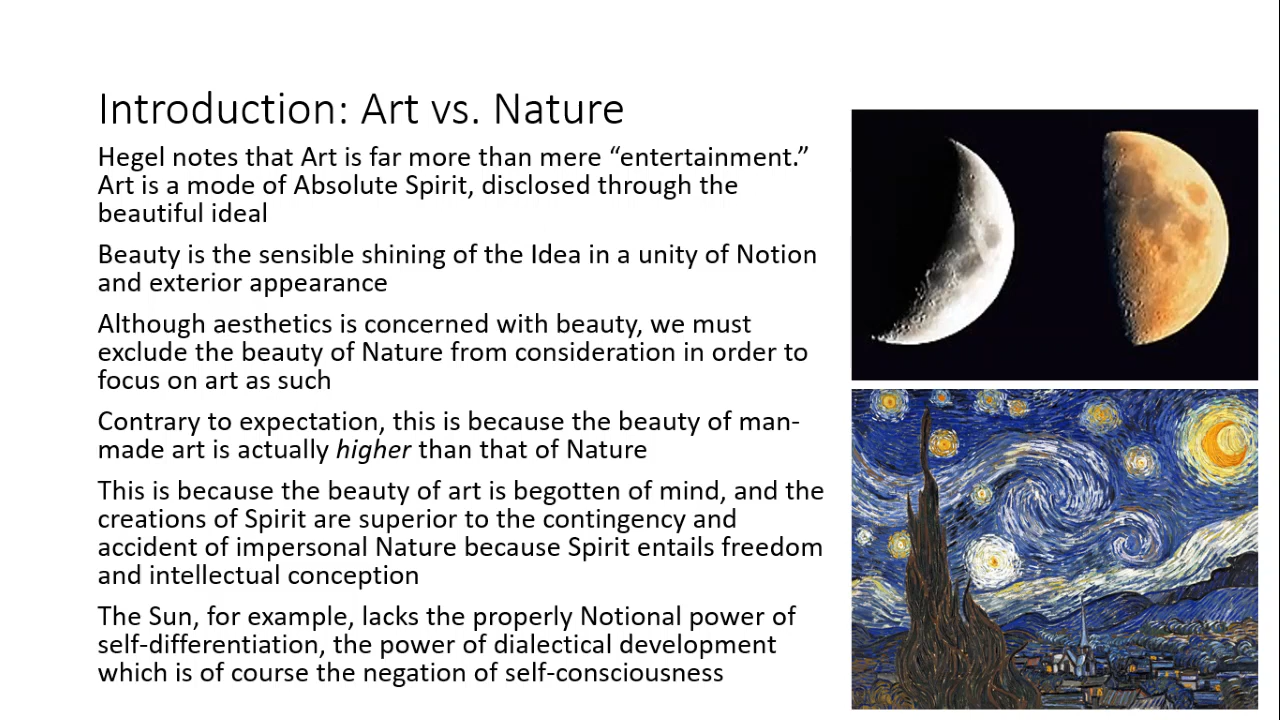 Introduction: Art vs. Nature
Hegel notes that Art is far more than mere “entertainment.”
Art is a mode of Absolute Spirit, disclosed through the
beautiful ideal
Beauty is the sensible shining of the Idea in a unity of Notion
and exterior appearance
Although aesthetics is concerned with beauty, we must
exclude the beauty of Nature from consideration in order to
focus on art as such
Contrary to expectation, this is because the beauty of man-
made art is actually higher than that of Nature
This is because the beauty of art is begotten of mind, and the
creations of Spirit are superior to the contingency and
accident of impersonal Nature because Spirit entails freedom
and intellectual conception
The Sun, for example, lacks the properly Notional power of
self-differentiation, the power of dialectical development
which is of course the negation of self-consciousness